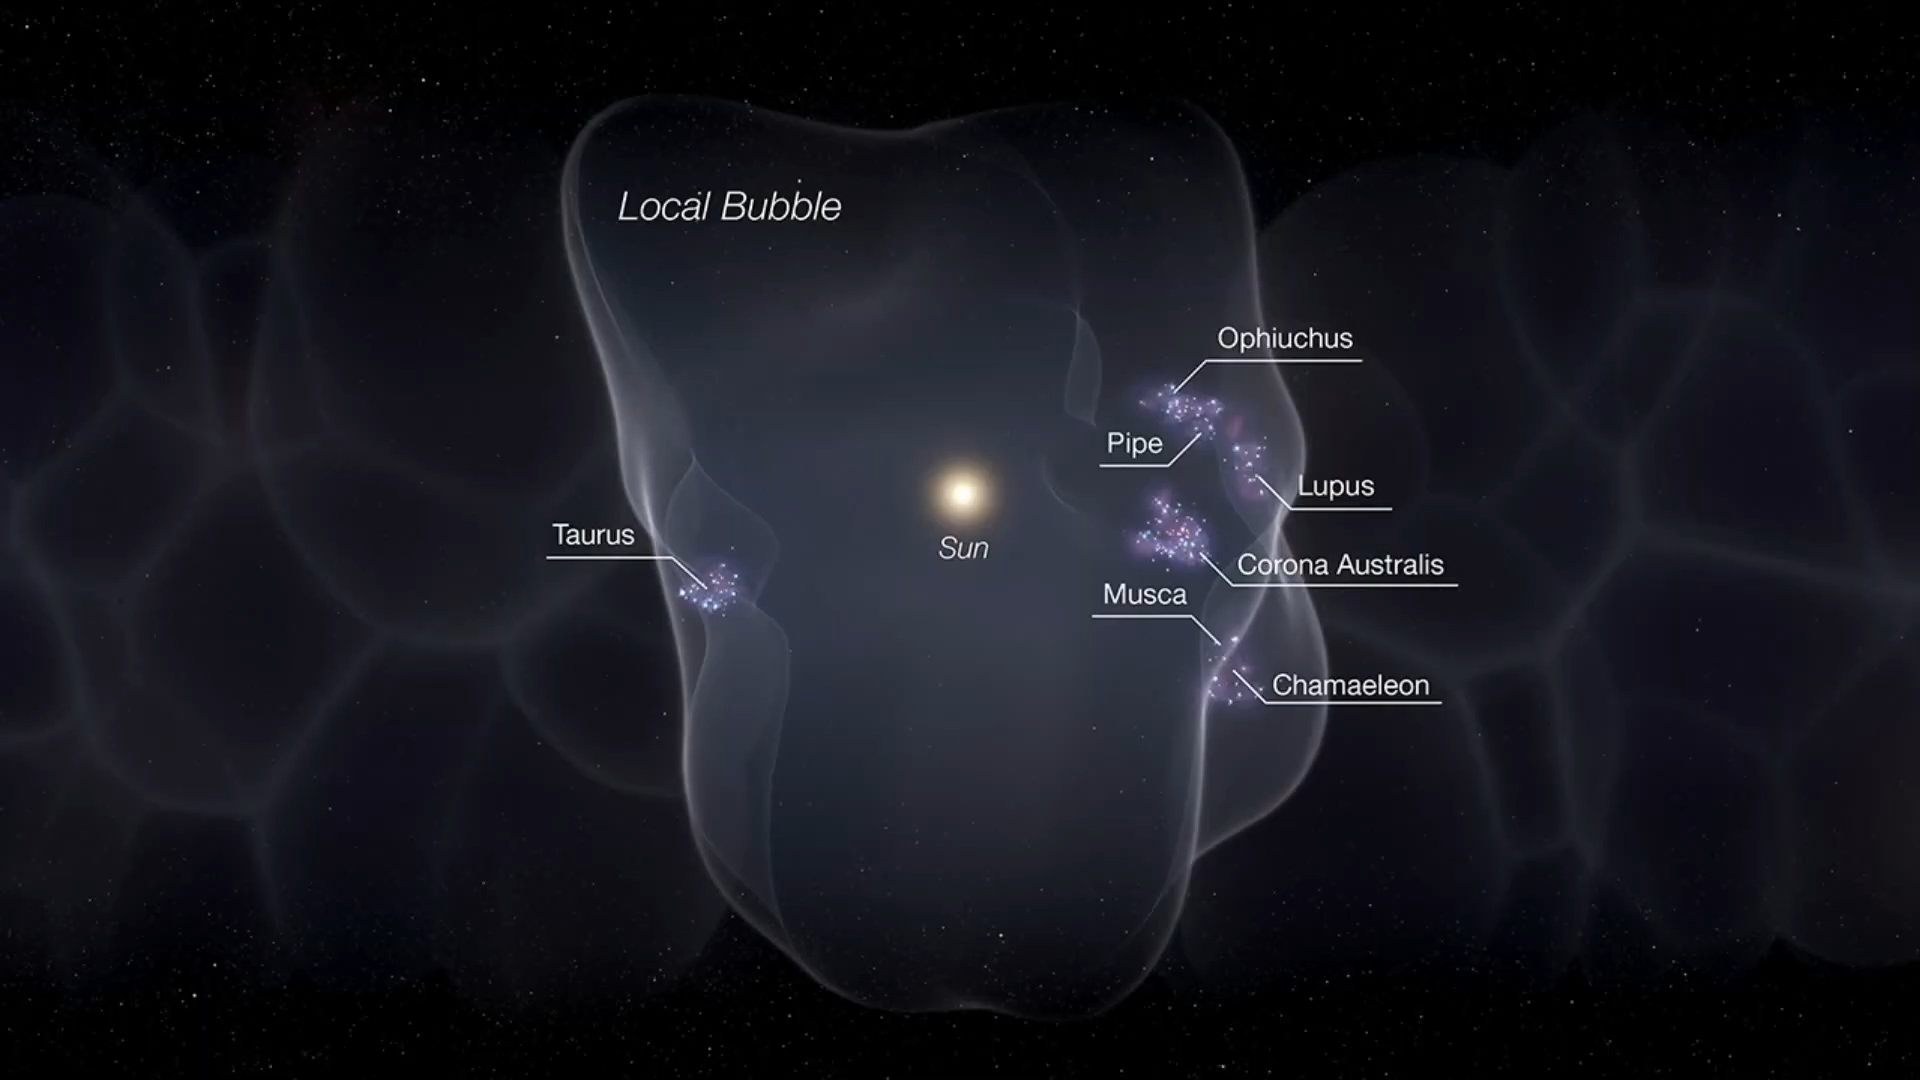 Local Bubble
Ophiuchus
Pipe
Lupus
Taurus
Sun
Corona Australis
Musca
Chamaeleon